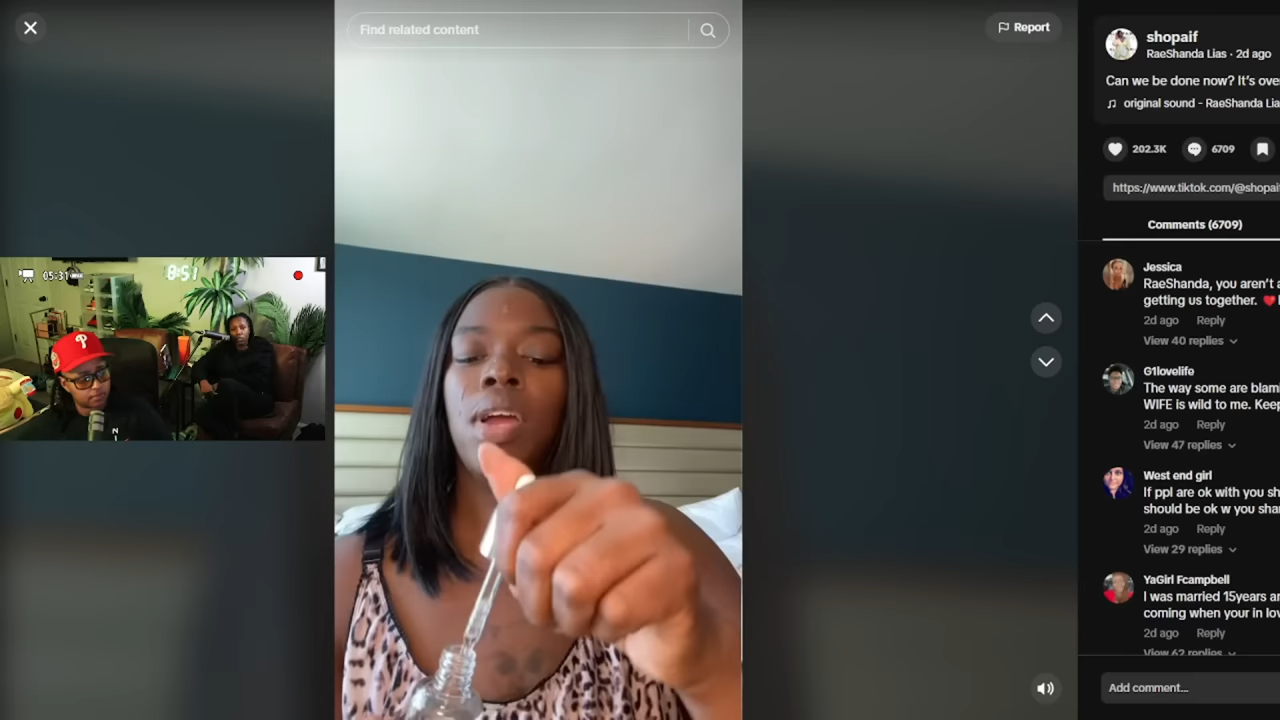 Find related content
Report
shopaif
RaeShanda Lias · 2d ago
Can we be done now? It's ove
original sound - RaeShanda Lia
202.3K
6709
https://www.tiktok.com/@shopai
Comments (6709)
Jessica
RaeShanda, you aren't a
getting us together.
2d ago Reply
View 40 replies
G1lovelife
The way some are blam
WIFE is wild to me. Keep
2d ago Reply
View 47 replies
West end girl
If ppl are ok with you sh
should be ok w you shar
2d ago Reply
View 29 replies
YaGirl Fcampbell
I was married 15years an
coming when your in lov
2d ago Reply
View 62 replies
Add comment...
05:31
8:51
P